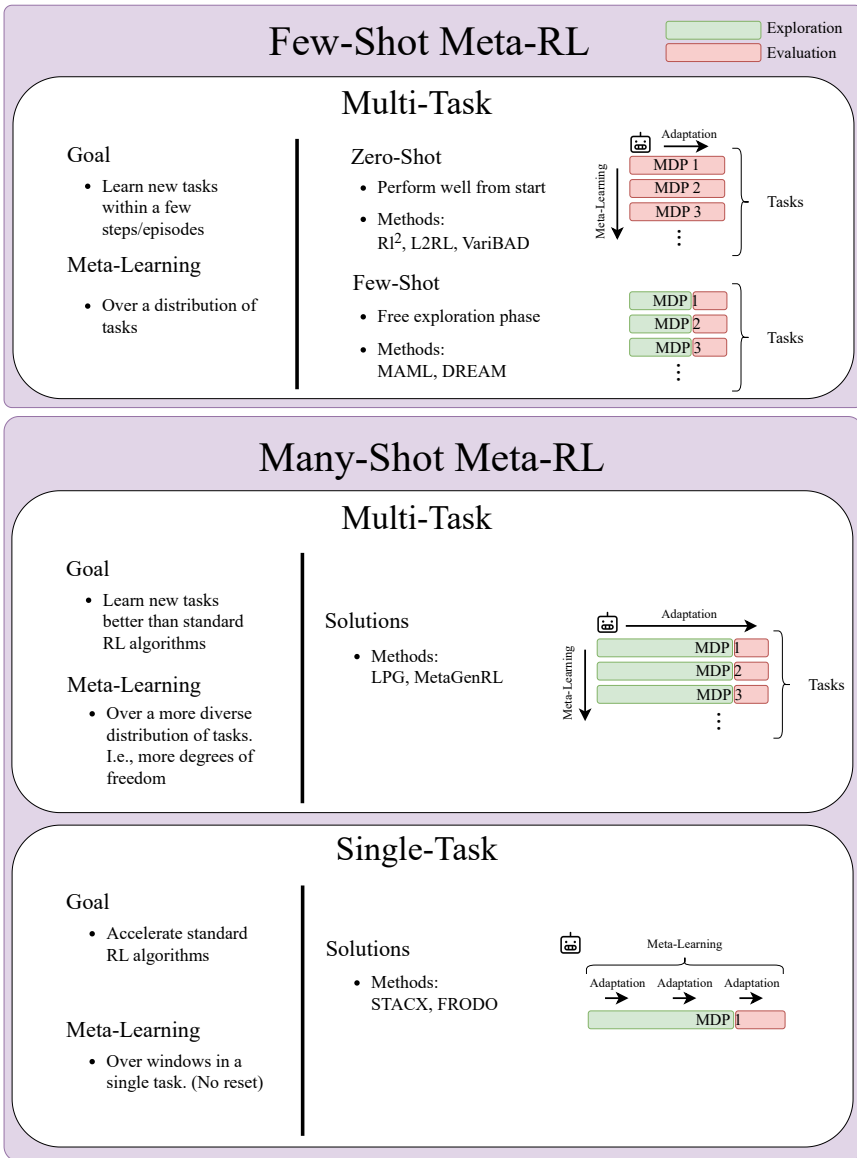 Few-Shot Meta-RL
Exploration
Evaluation
Multi-Task
Goal
• Learn new tasks
within a few
steps/episodes
Meta-Learning
• Over a distribution of
tasks
Zero-Shot
• Perform well from start
• Methods:
Rl², L2RL, VariBAD
Few-Shot
• Free exploration phase
• Methods:
MAML, DREAM
Adaptation
Meta-Learning
MDP 1
MDP 2
MDP 3
⋮
Tasks
MDP 1
MDP 2
MDP 3
⋮
Tasks
Many-Shot Meta-RL
Multi-Task
Goal
• Learn new tasks
better than standard
RL algorithms
Meta-Learning
• Over a more diverse
distribution of tasks.
I.e., more degrees of
freedom
Solutions
• Methods:
LPG, MetaGenRL
Adaptation
Meta-Learning
MDP 1
MDP 2
MDP 3
⋮
Tasks
Single-Task
Goal
• Accelerate standard
RL algorithms
Meta-Learning
• Over windows in a
single task. (No reset)
Solutions
• Methods:
STACX, FRODO
Meta-Learning
Adaptation Adaptation Adaptation
MDP 1